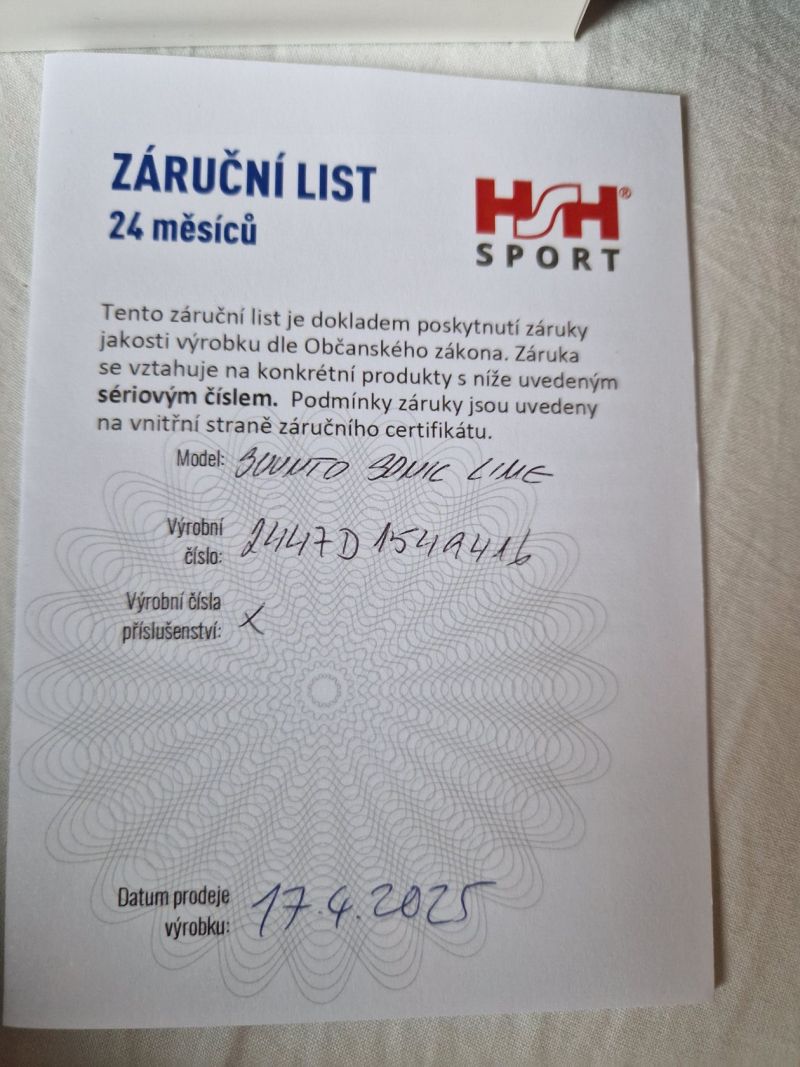 ZÁRUČNÍ LIST
24 měsíců
HSH®
SPORT
Tento záruční list je dokladem poskytnutí záruky
jakosti výrobku dle Občanského zákona. Záruka
se vztahuje na konkrétní produkty s níže uvedeným
sériovým číslem. Podmínky záruky jsou uvedeny
na vnitřní straně záručního certifikátu.
Model: SUUNTO SONIC LIME
Výrobní
číslo: 2447D
Výrobní čísla
příslušenství: X
Datum prodeje
výrobku: 17.4.2025